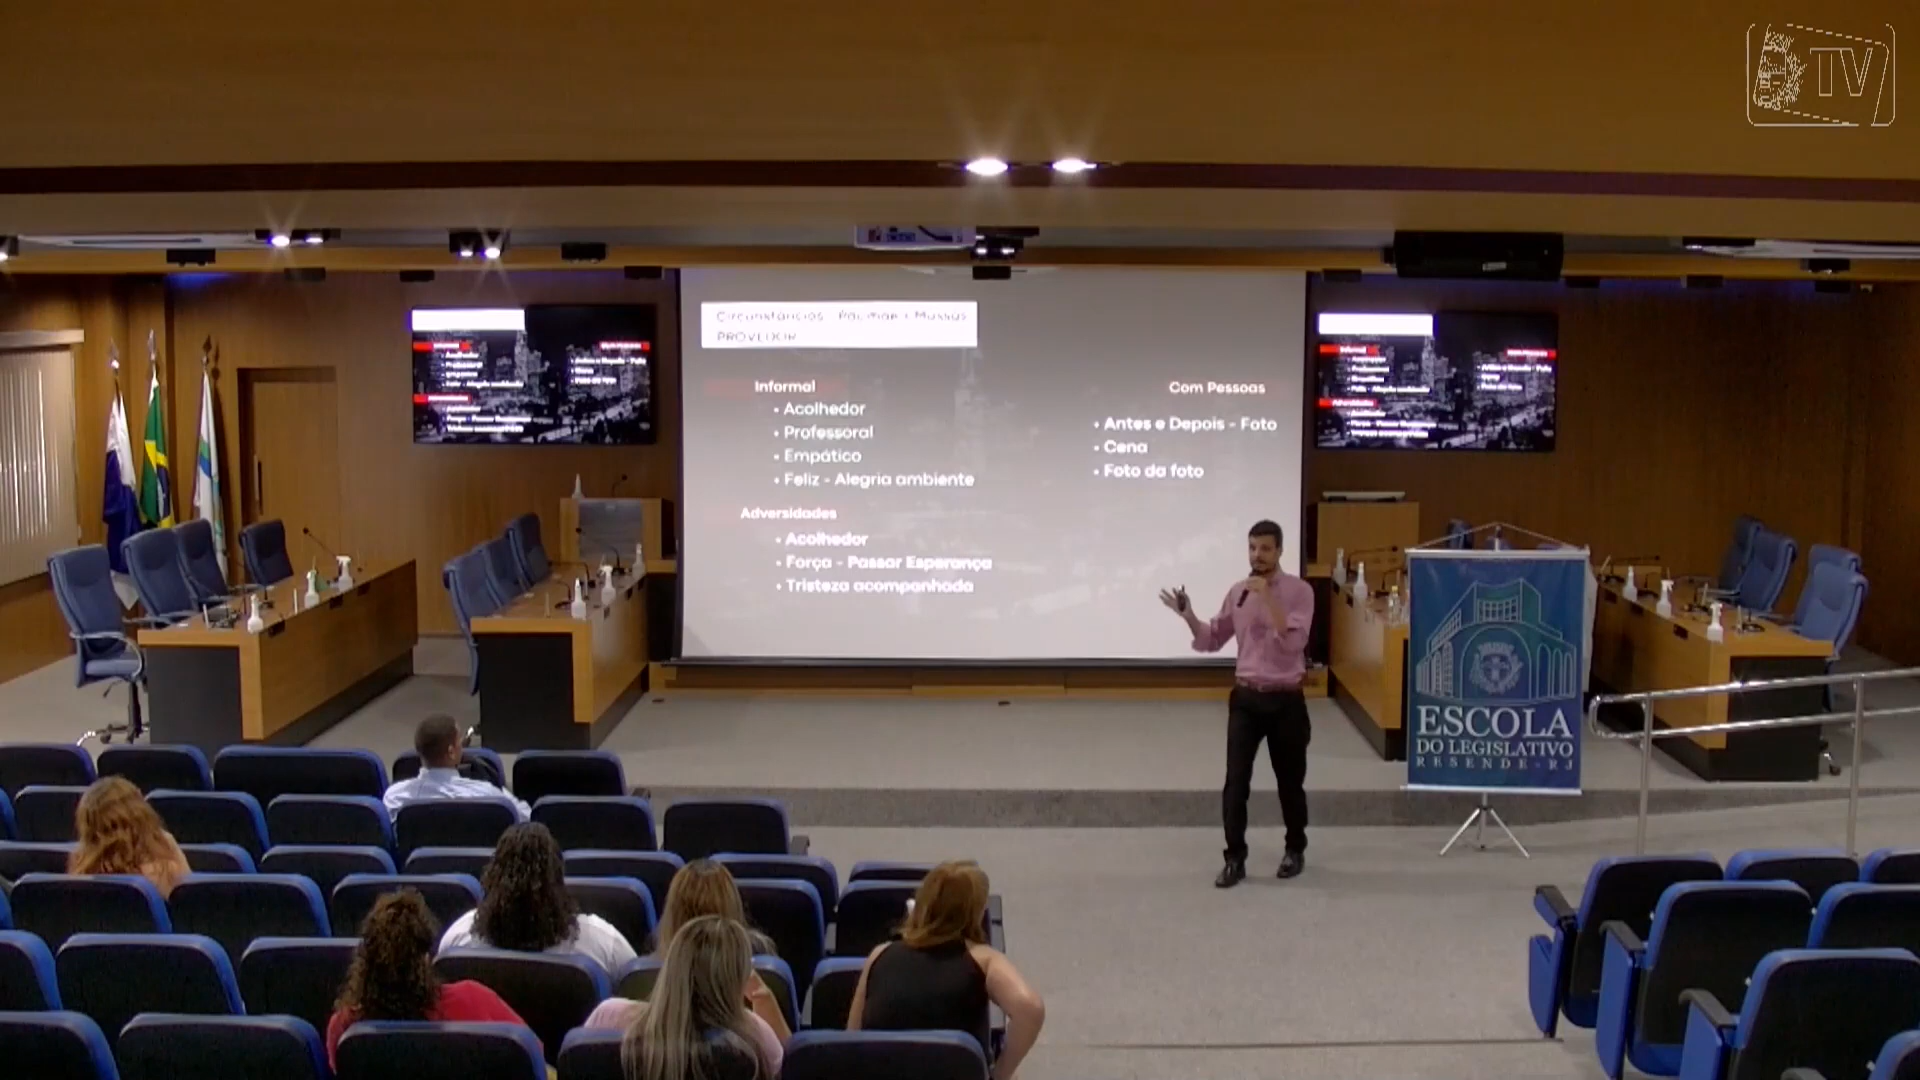 TV
Informal
• Acolhedor
• Professoral
• Empático
• Feliz - Alegria ambiente
Adversidades
• Acolhedor
• Força - Passar Esperança
• Tristeza acompanhada
Com Pessoas
• Antes e Depois - Foto
• Cena
• Foto da foto
ESCOLA
DO LEGISLATIVO
RESENDE-RJ